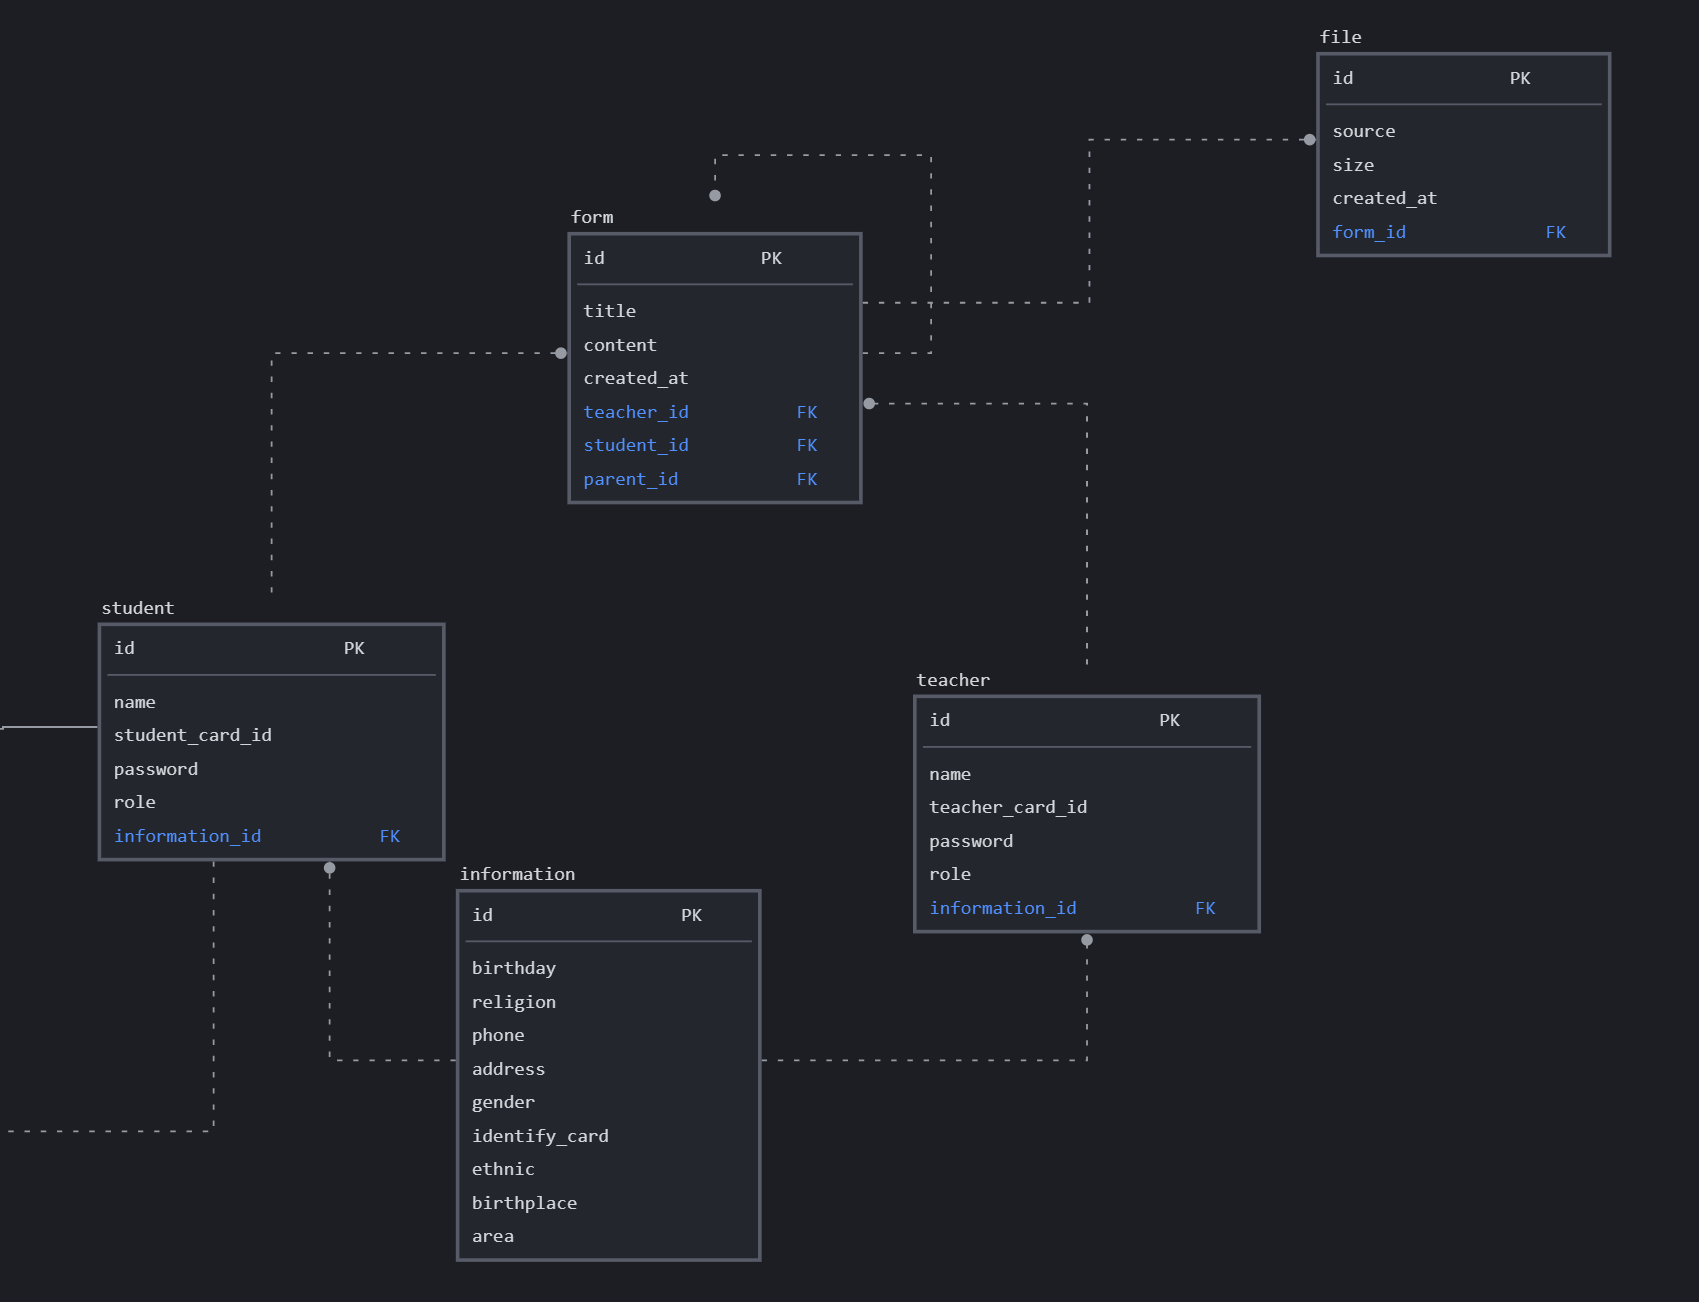 file
id PK
source
size
created_at
form_id FK
form
id PK
title
content
created_at
teacher_id FK
student_id FK
parent_id FK
student
id PK
name
student_card_id
password
role
information_id FK
teacher
id PK
name
teacher_card_id
password
role
information_id FK
information
id PK
birthday
religion
phone
address
gender
identify_card
ethnic
birthplace
area